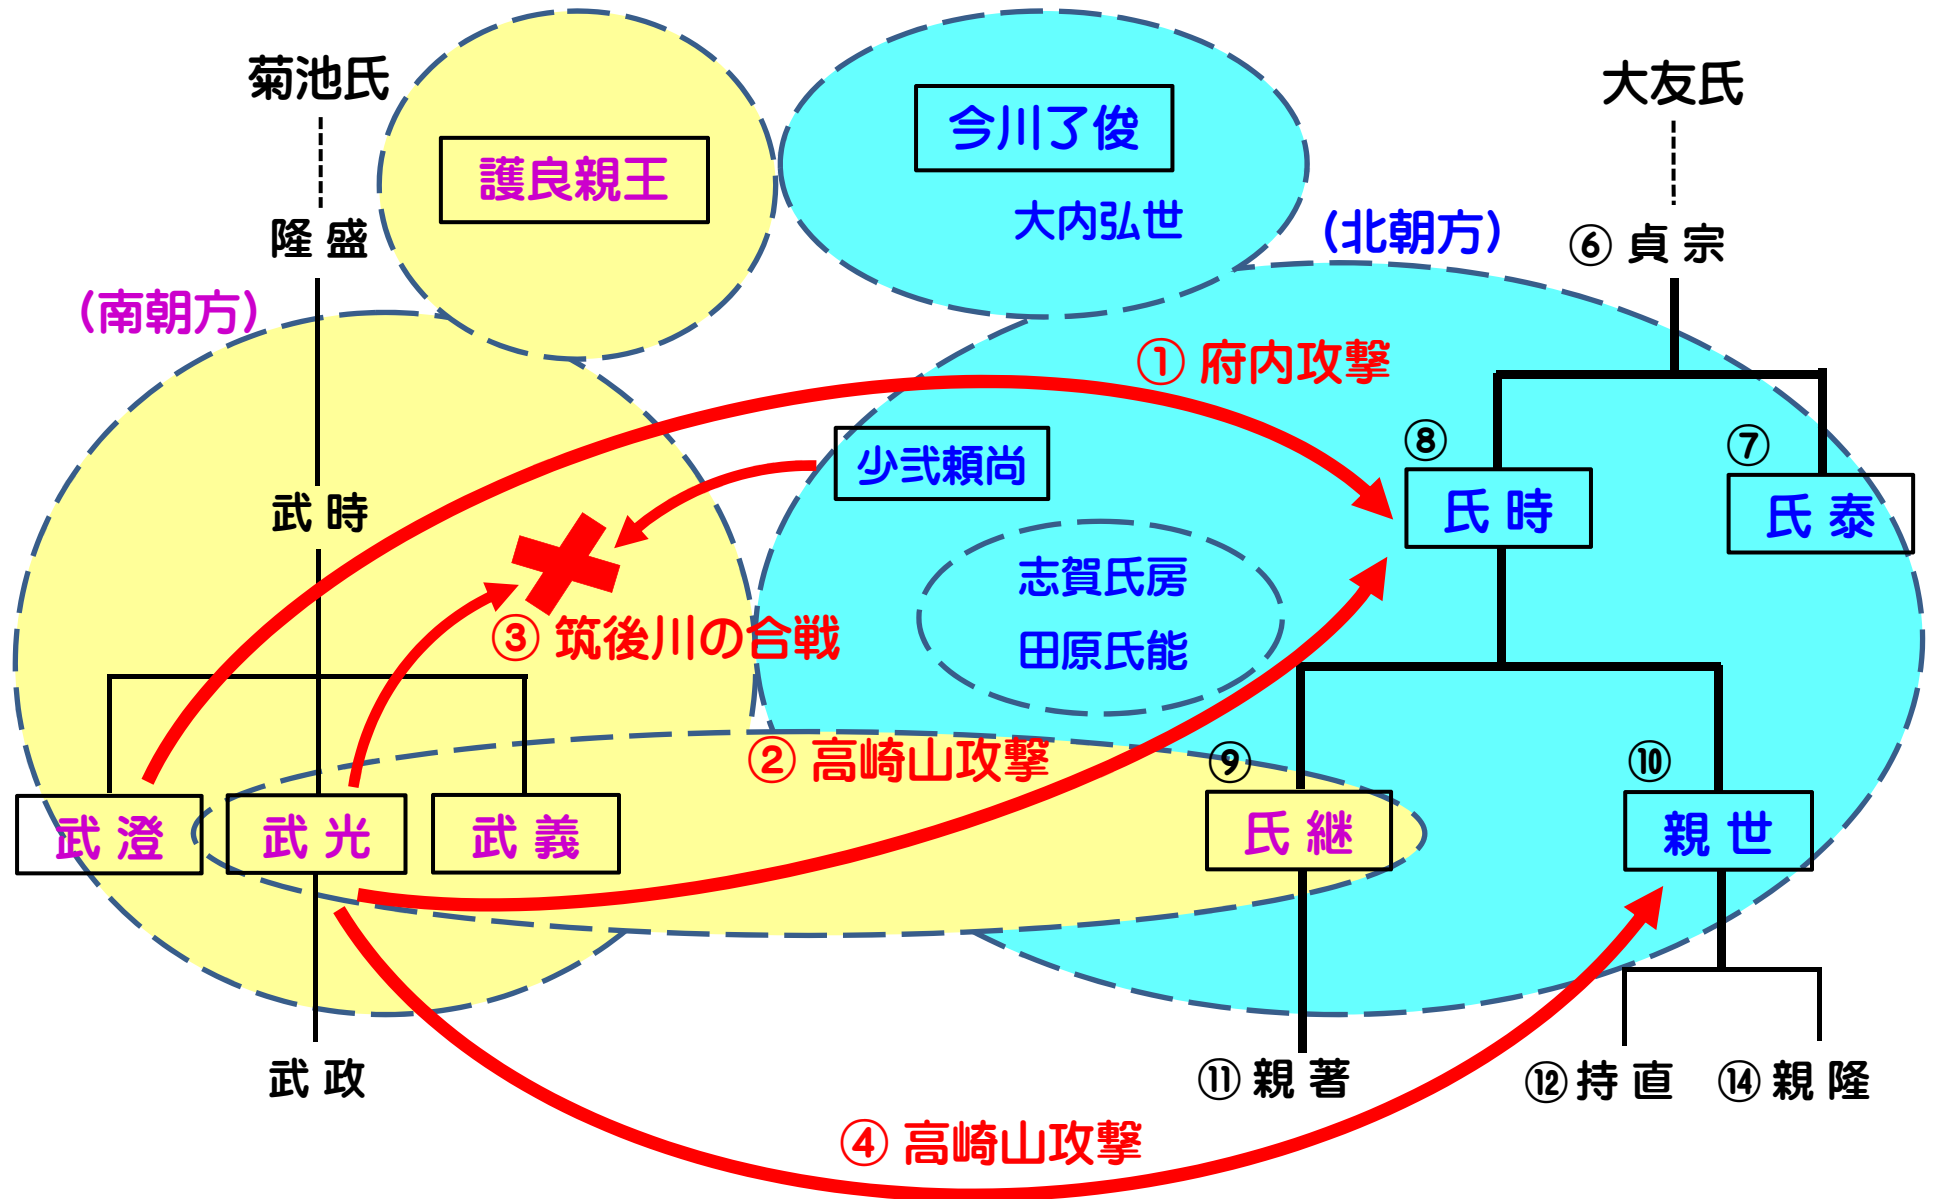 菊池氏
大友氏
今川了俊
護良親王
大内弘世
(北朝方)
⑥ 貞 宗
隆 盛
(南朝方)
① 府内攻撃
⑧
⑦
少弐頼尚
氏 時
氏 泰
武 時
志賀氏房
③ 筑後川の合戦
田原氏能
② 高崎山攻撃
⑨
⑩
武 澄
武 光
武 義
氏 継
親 世
武 政
⑪ 親 著
⑫ 持 直
⑭ 親 隆
④ 高崎山攻撃